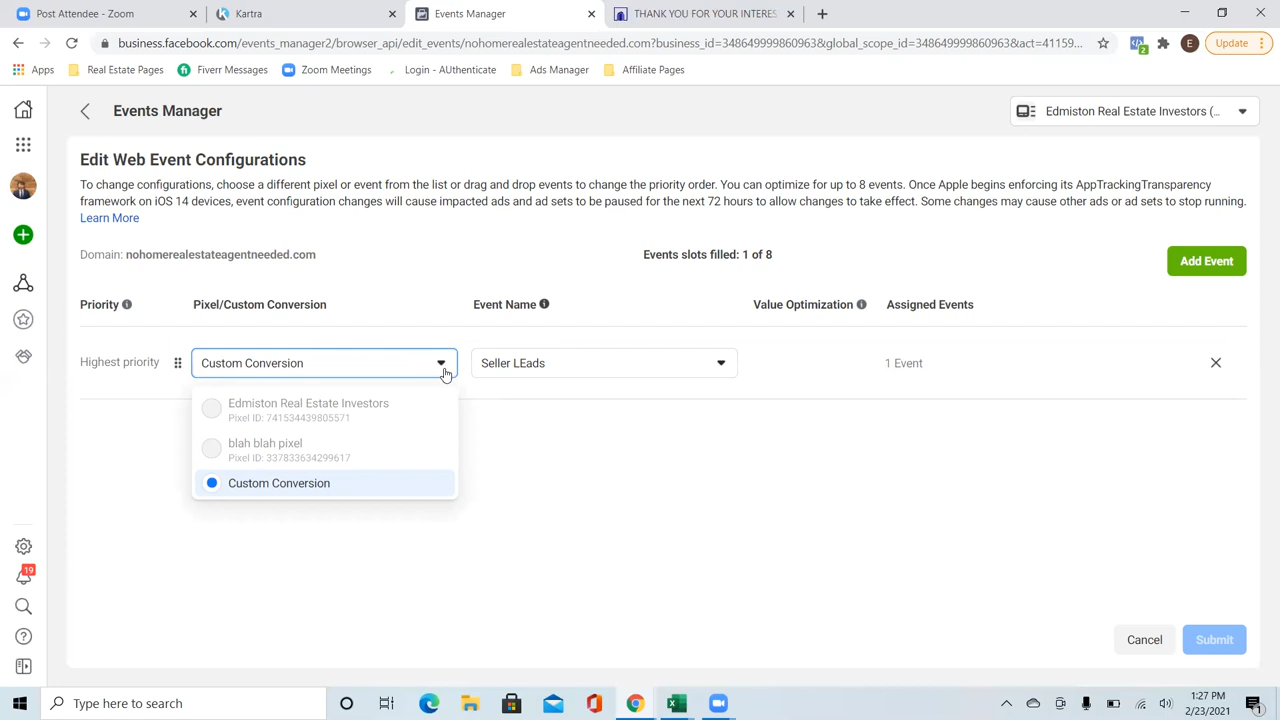 Post Attendee - Zoom
Kartra
Events Manager
THANK YOU FOR YOUR INTERES
business.facebook.com/events_manager2/browser_api/edit_events/nohomerealestateagentneeded.com?business_id=348649999860963&global_scope_id=348649999860963&act=41159...
2
E
Update
Apps
Real Estate Pages
Fiverr Messages
Zoom Meetings
Login - AUthenticate
Ads Manager
Affiliate Pages
Events Manager
Edmiston Real Estate Investors (...
Edit Web Event Configurations
To change configurations, choose a different pixel or event from the list or drag and drop events to change the priority order. You can optimize for up to 8 events. Once Apple begins enforcing its AppTrackingTransparency
framework on iOS 14 devices, event configuration changes will cause impacted ads and ad sets to be paused for the next 72 hours to allow changes to take effect. Some changes may cause other ads or ad sets to stop running.
Learn More
Domain: nohomerealestateagentneeded.com
Events slots filled: 1 of 8
Add Event
Priority
Pixel/Custom Conversion
Event Name
Value Optimization
Assigned Events
Highest priority
Custom Conversion
Seller LEads
1 Event
Edmiston Real Estate Investors
Pixel ID: 741534439805571
blah blah pixel
Pixel ID: 337833634299617
Custom Conversion
19
Cancel
Submit
Type here to search
1:27 PM
2/23/2021
1